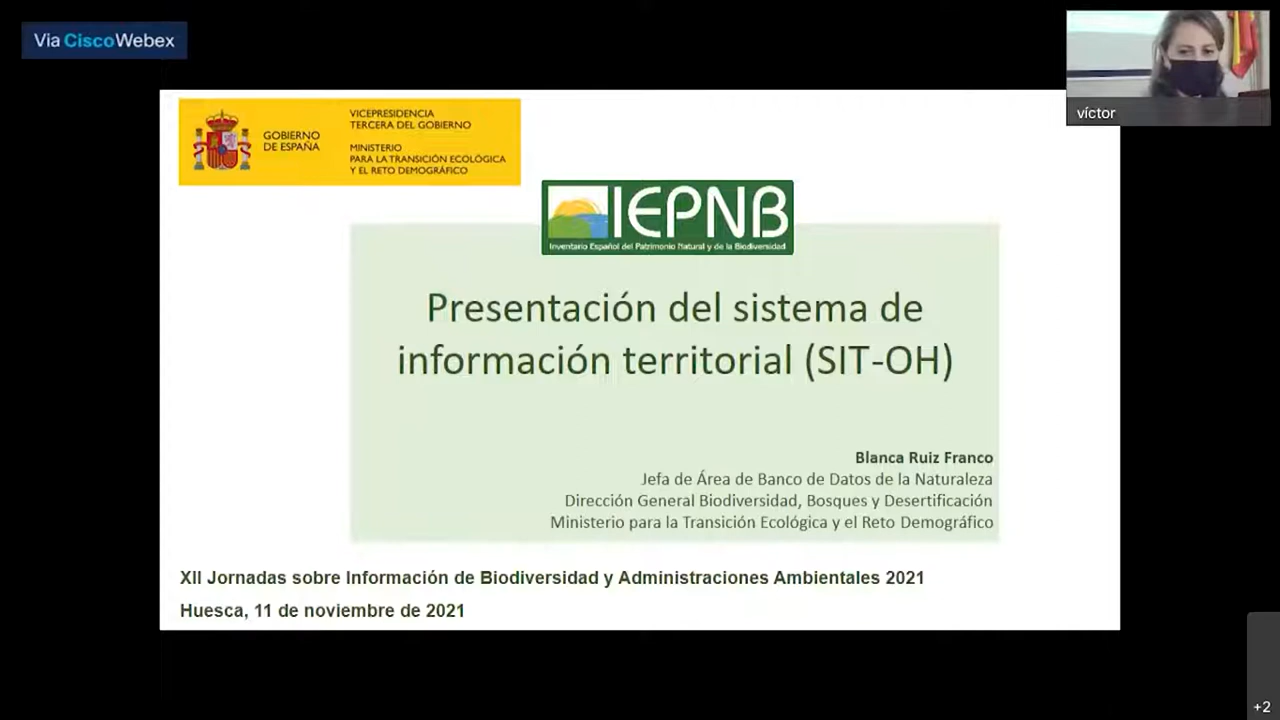 Vía CiscoWebex
víctor
GOBIERNO
DE ESPAÑA
VICEPRESIDENCIA
TERCERA DEL GOBIERNO
MINISTERIO
PARA LA TRANSICIÓN ECOLÓGICA
Y EL RETO DEMOGRÁFICO
IEPNB
Inventario Español del Patrimonio Natural y de la Biodiversidad
Presentación del sistema de
información territorial (SIT-OH)
Blanca Ruiz Franco
Jefa de Área de Banco de Datos de la Naturaleza
Dirección General Biodiversidad, Bosques y Desertificación
Ministerio para la Transición Ecológica y el Reto Demográfico
XII Jornadas sobre Información de Biodiversidad y Administraciones Ambientales 2021
Huesca, 11 de noviembre de 2021
+2